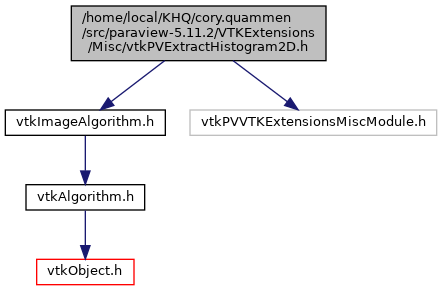 /home/local/KHQ/cory.quammen
/src/paraview-5.11.2/VTKExtensions
/Misc/vtkPVExtractHistogram2D.h
vtkImageAlgorithm.h
vtkPVVTKExtensionsMiscModule.h
vtkAlgorithm.h
vtkObject.h